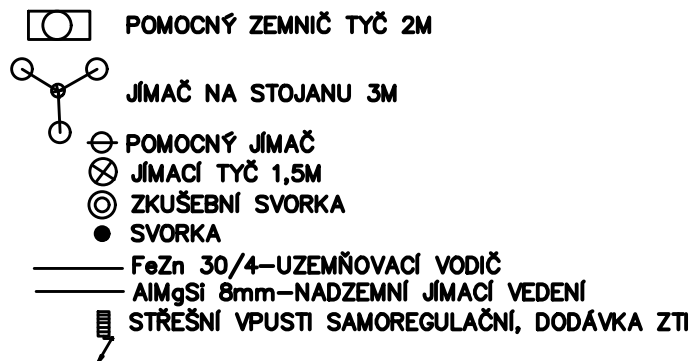 POMOCNÝ ZEMNIČ TYČ 2M
JÍMAČ NA STOJANU 3M
POMOCNÝ JÍMAČ
JÍMACÍ TYČ 1,5M
ZKUŠEBNÍ SVORKA
SVORKA
FeZn 30/4-UZEMŇOVACÍ VODIČ
AlMgSi 8mm-NADZEMNÍ JÍMACÍ VEDENÍ
STŘEŠNÍ VPUSTI SAMOREGULAČNÍ, DODÁVKA ZTI